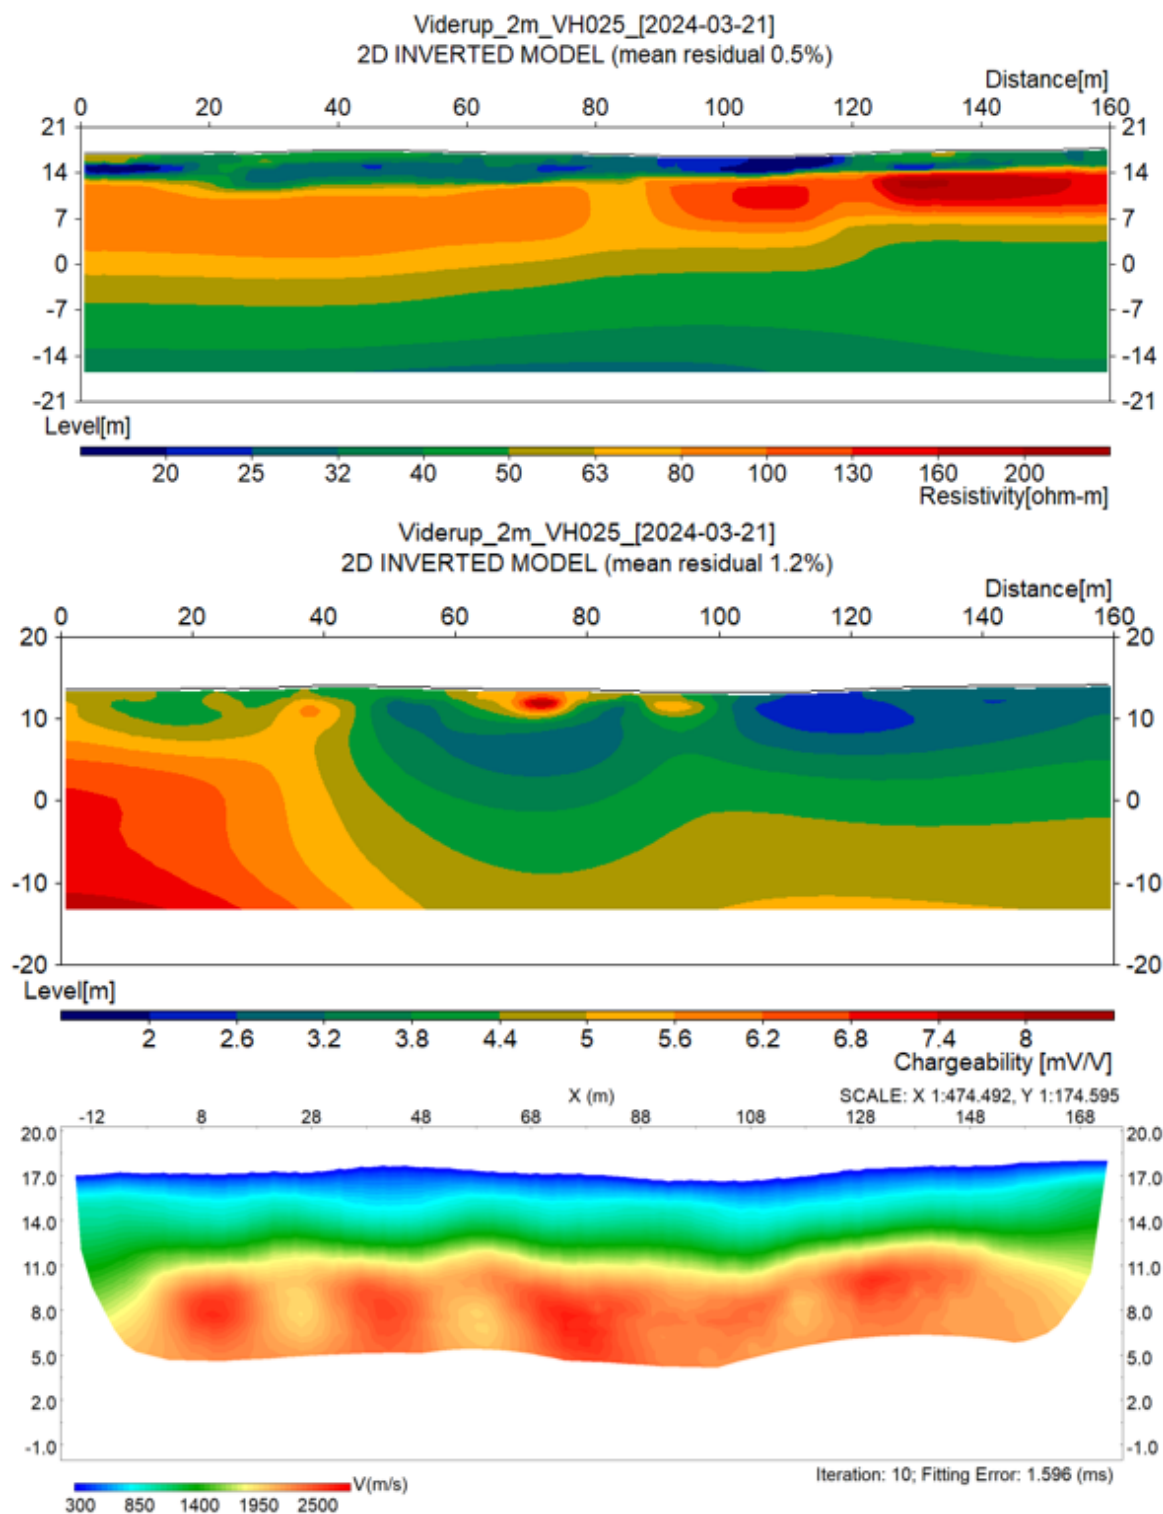 Viderup_2m_VH025_[2024-03-21]
2D INVERTED MODEL (mean residual 0.5%)
Distance[m]
0 20 40 60 80 100 120 140 160
21 21
14 14
7 7
0 0
-7 -7
-14 -14
-21 -21
Level[m]
20 25 32 40 50 63 80 100 130 160 200
Resistivity[ohm-m]
Viderup_2m_VH025_[2024-03-21]
2D INVERTED MODEL (mean residual 1.2%)
Distance[m]
0 20 40 60 80 100 120 140 160
20 20
10 10
0 0
-10 -10
-20 -20
Level[m]
2 2.6 3.2 3.8 4.4 5 5.6 6.2 6.8 7.4 8
Chargeability [mV/V]
X (m) SCALE: X 1:474.492, Y 1:174.595
-12 8 28 48 68 88 108 128 148 168
20.0 20.0
17.0 17.0
14.0 14.0
11.0 11.0
8.0 8.0
5.0 5.0
2.0 2.0
-1.0 -1.0
Iteration: 10; Fitting Error: 1.596 (ms)
V(m/s)
300 850 1400 1950 2500